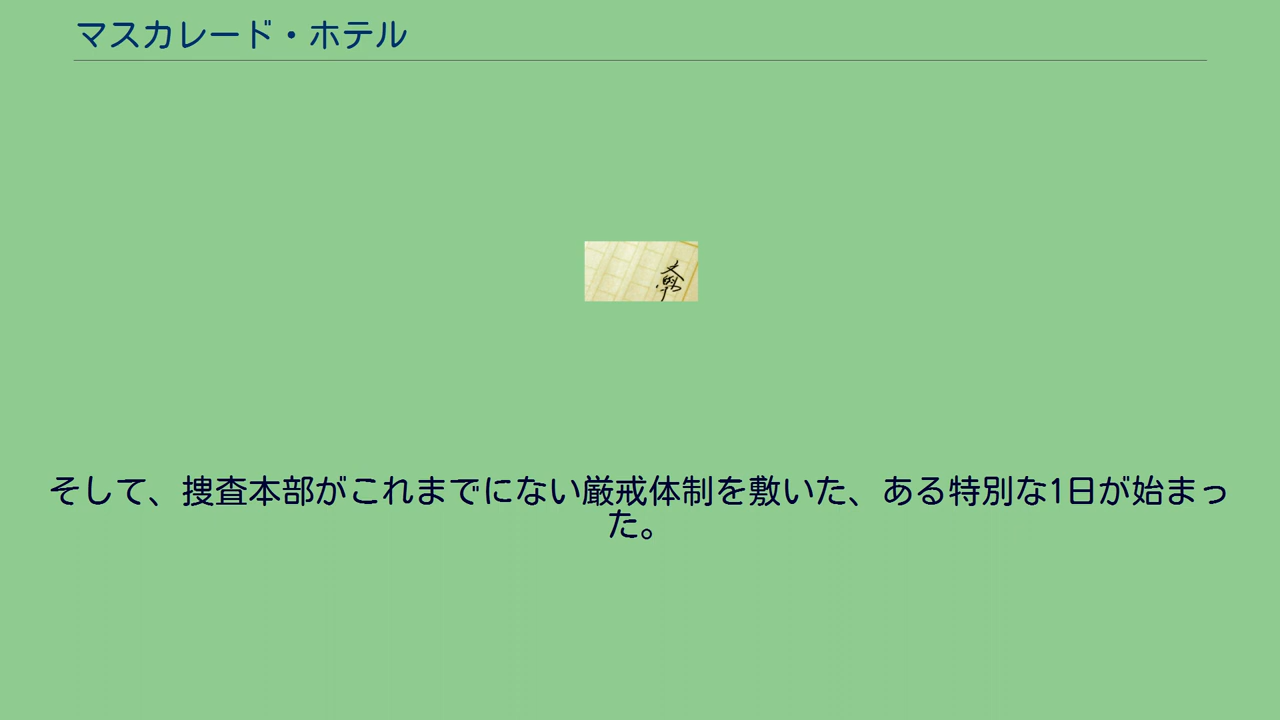 マスカレード・ホテル
そして、捜査本部がこれまでにない厳戒体制を敷いた、ある特別な1日が始まっ
た。